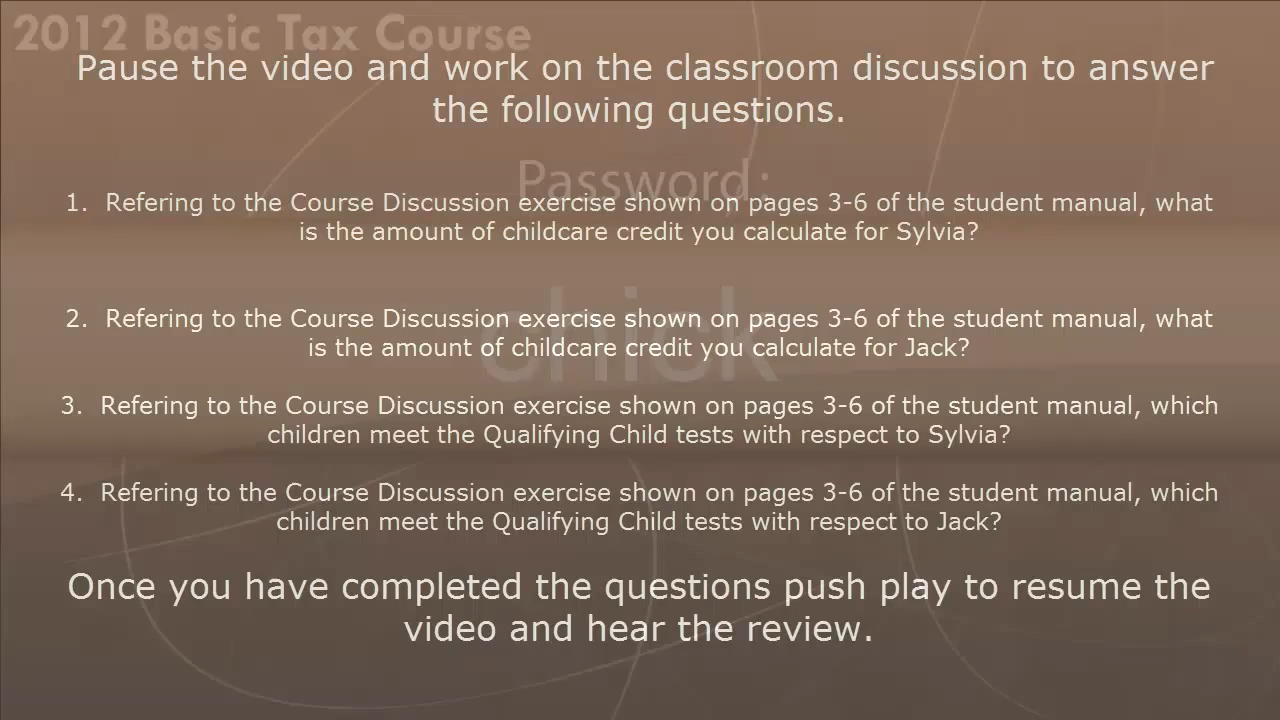 2012 Basic Tax Course
Pause the video and work on the classroom discussion to answer
the following questions.
Password:
1. Refering to the Course Discussion exercise shown on pages 3-6 of the student manual, what
is the amount of childcare credit you calculate for Sylvia?
chick
2. Refering to the Course Discussion exercise shown on pages 3-6 of the student manual, what
is the amount of childcare credit you calculate for Jack?
3. Refering to the Course Discussion exercise shown on pages 3-6 of the student manual, which
children meet the Qualifying Child tests with respect to Sylvia?
4. Refering to the Course Discussion exercise shown on pages 3-6 of the student manual, which
children meet the Qualifying Child tests with respect to Jack?
Once you have completed the questions push play to resume the
video and hear the review.